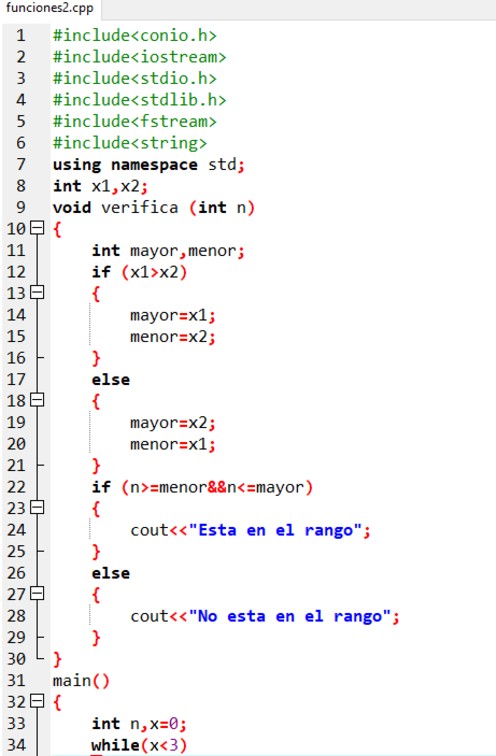 funciones2.cpp
1 #include<conio.h>
2 #include<iostream>
3 #include<stdio.h>
4 #include<stdlib.h>
5 #include<fstream>
6 #include<string>
7 using namespace std;
8 int x1,x2;
9 void verifica (int n)
10 {
11 int mayor,menor;
12 if (x1>x2)
13 {
14 mayor=x1;
15 menor=x2;
16 }
17 else
18 {
19 mayor=x2;
20 menor=x1;
21 }
22 if (n>=menor&&n<=mayor)
23 {
24 cout<<"Esta en el rango";
25 }
26 else
27 {
28 cout<<"No esta en el rango";
29 }
30 }
31 main()
32 {
33 int n,x=0;
34 while(x<3)